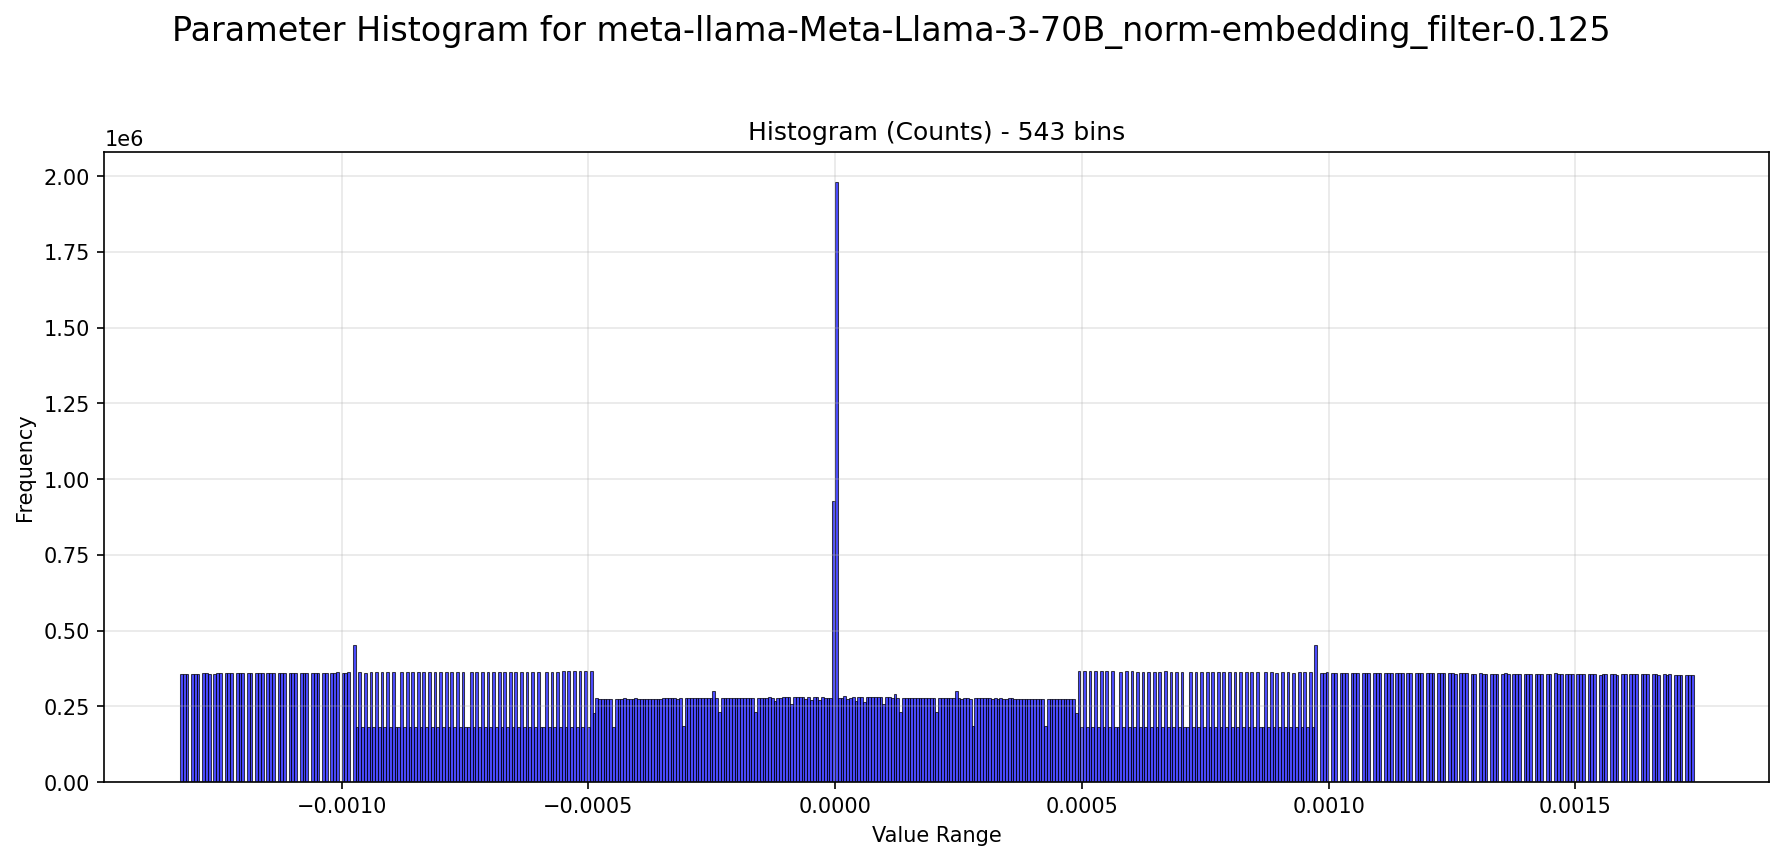 Parameter Histogram for meta-llama-Meta-Llama-3-70B_norm-embedding_filter-0.125
Histogram (Counts) - 543 bins
1e6
2.00
1.75
1.50
1.25
1.00
0.75
0.50
0.25
0.00
Frequency
−0.0010 −0.0005 0.0000 0.0005 0.0010 0.0015
Value Range